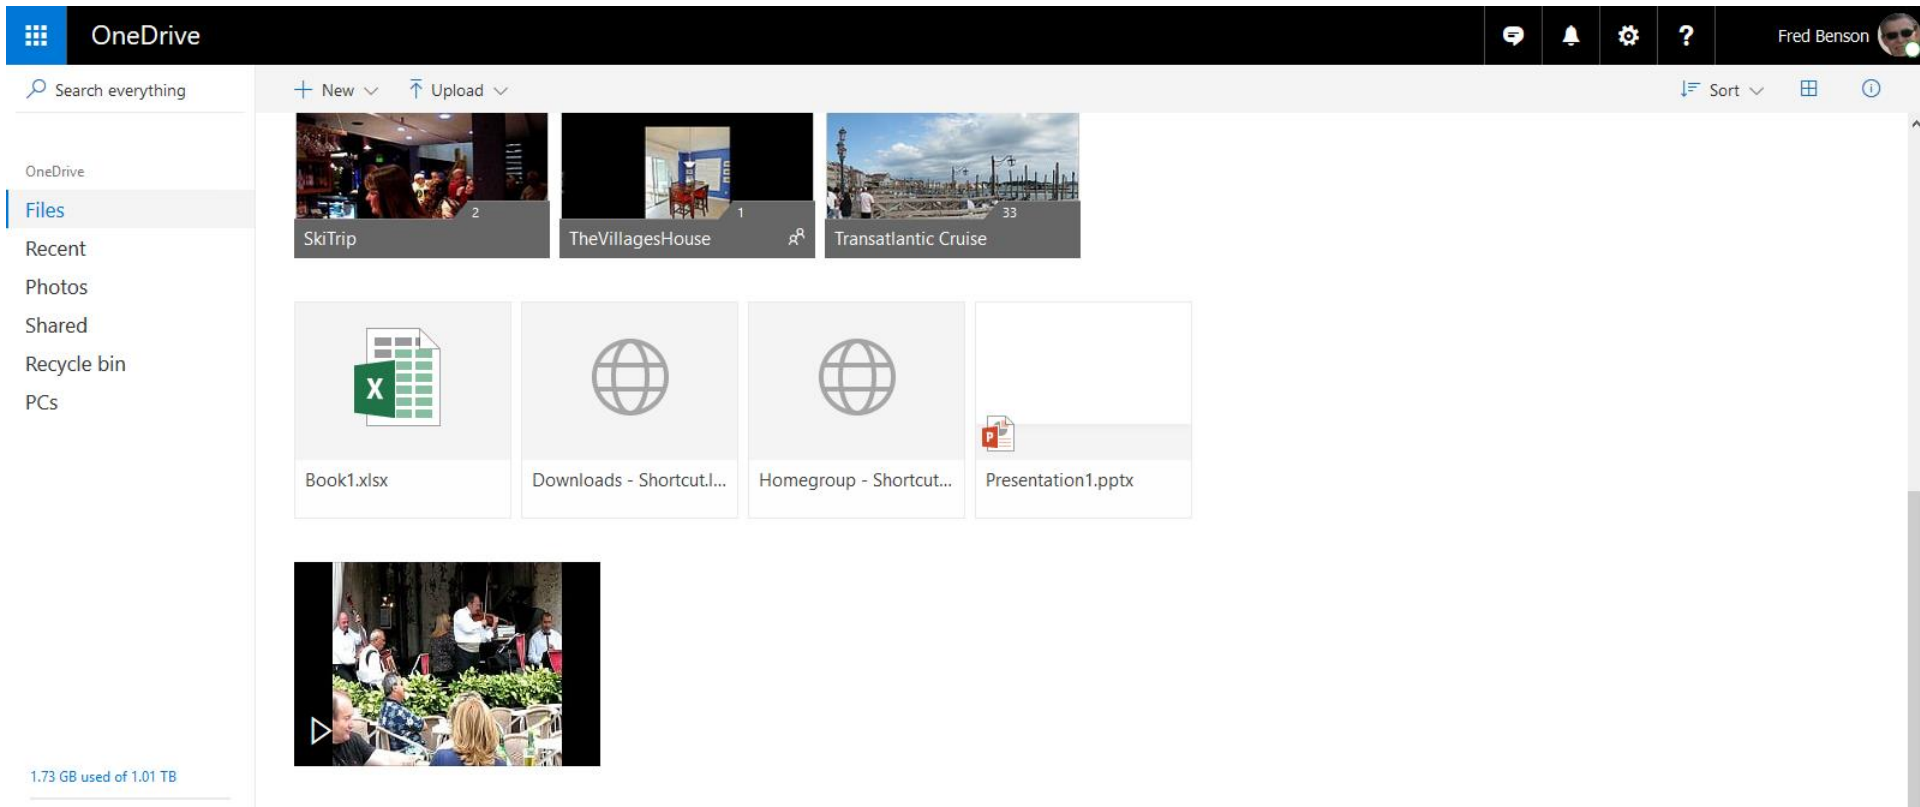 OneDrive
Fred Benson
Search everything
New
Upload
Sort
OneDrive
Files
Recent
Photos
Shared
Recycle bin
PCs
1.73 GB used of 1.01 TB
2
SkiTrip
1
TheVillagesHouse
33
Transatlantic Cruise
X
Book1.xlsx
Downloads - Shortcut.l...
Homegroup - Shortcut...
P
Presentation1.pptx